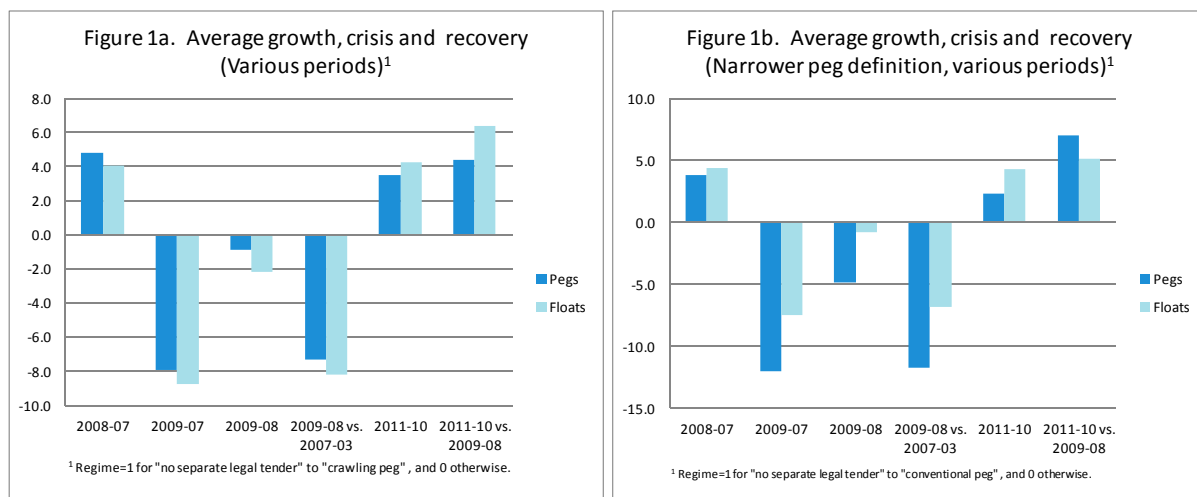 Figure 1a. Average growth, crisis and recovery
(Various periods)1
8.0
6.0
4.0
2.0
0.0
-2.0
-4.0
-6.0
-8.0
-10.0
2008-07 2009-07 2009-08 2009-08 vs. 2007-03 2011-10 2011-10 vs. 2009-08
Pegs
Floats
1 Regime=1 for "no separate legal tender" to "crawling peg" , and 0 otherwise.
Figure 1b. Average growth, crisis and recovery
(Narrower peg definition, various periods)1
10.0
5.0
0.0
-5.0
-10.0
-15.0
2008-07 2009-07 2009-08 2009-08 vs. 2007-03 2011-10 2011-10 vs. 2009-08
Pegs
Floats
1 Regime=1 for "no separate legal tender" to "conventional peg" , and 0 otherwise.